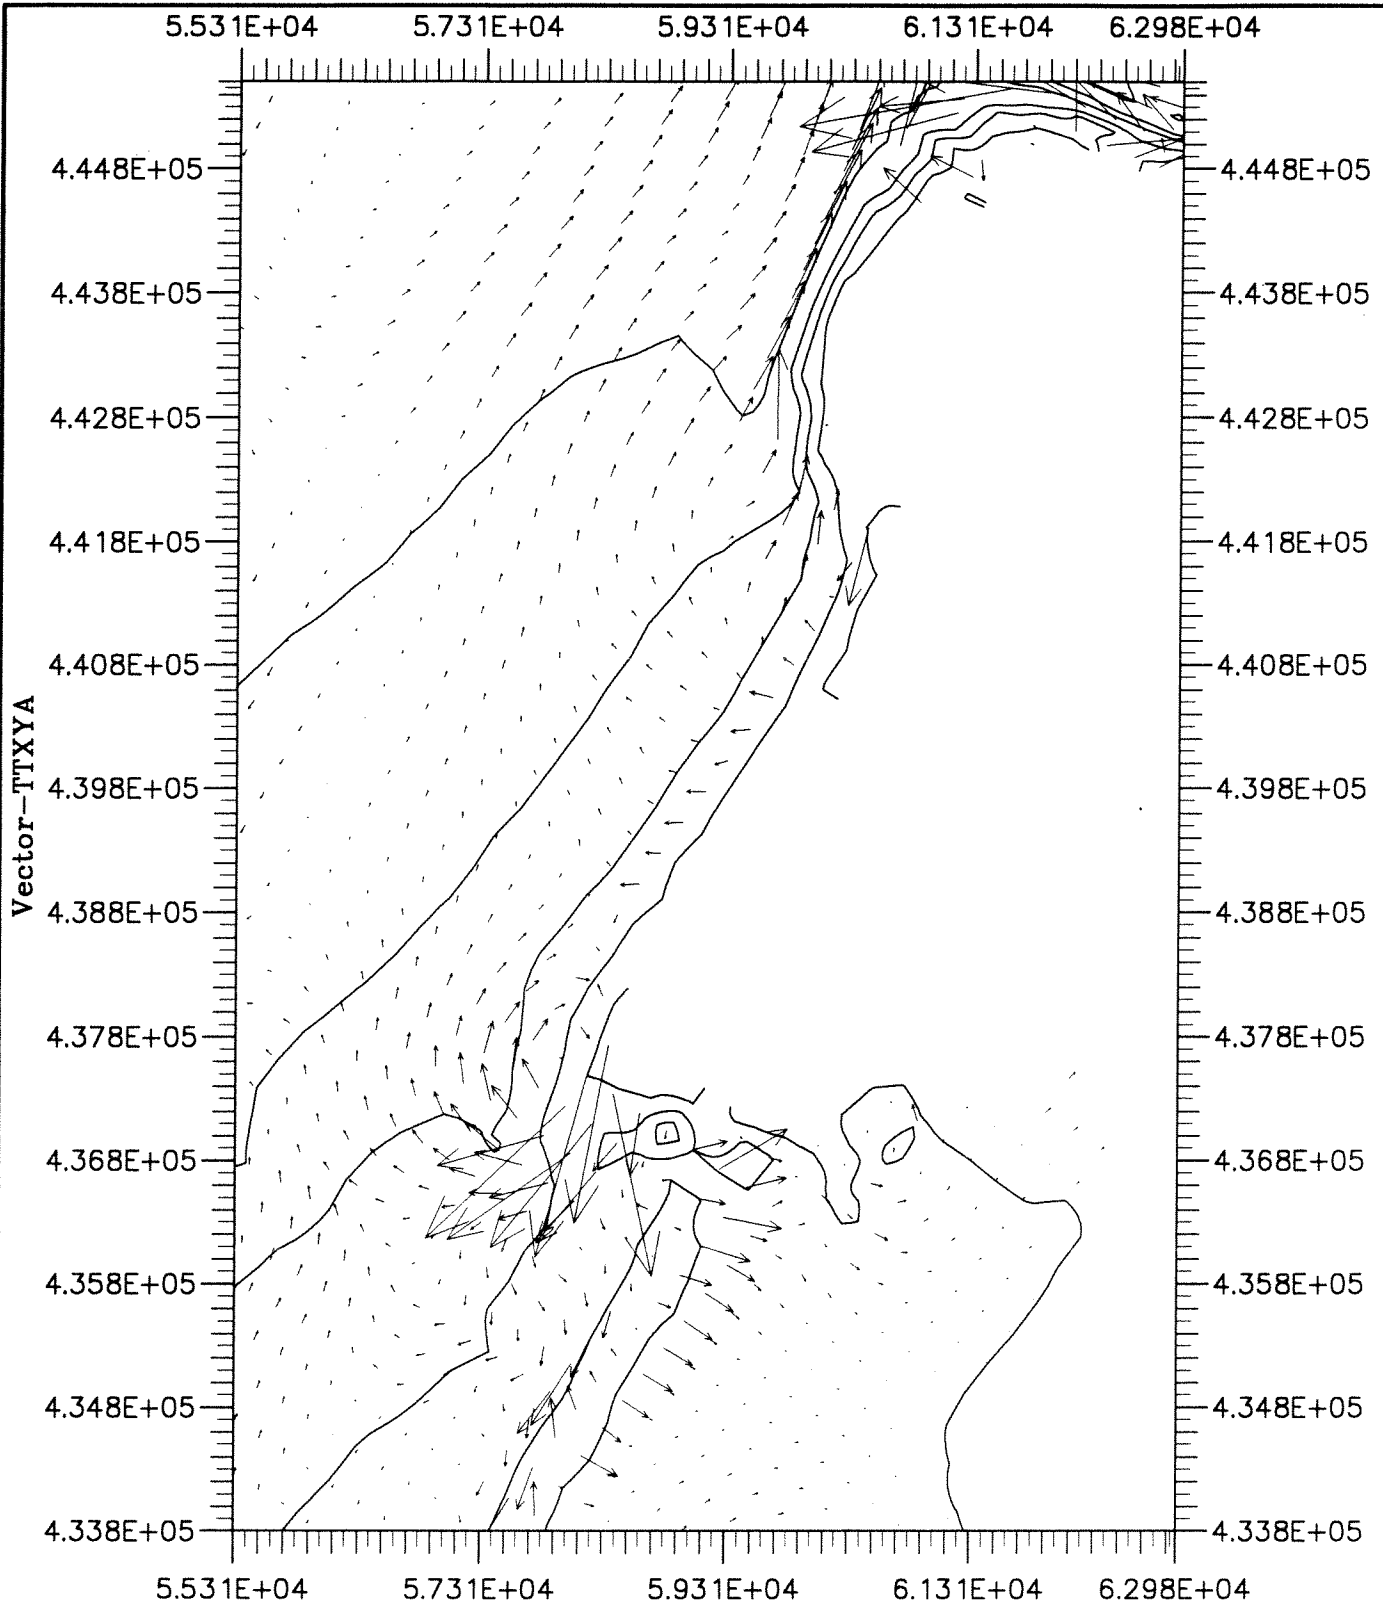 5.531E+04 5.731E+04 5.931E+04 6.131E+04 6.298E+04
4.448E+05 4.448E+05
4.438E+05 4.438E+05
4.428E+05 4.428E+05
4.418E+05 4.418E+05
4.408E+05 4.408E+05
Vector-TTXYA
4.398E+05 4.398E+05
4.388E+05 4.388E+05
4.378E+05 4.378E+05
4.368E+05 4.368E+05
4.358E+05 4.358E+05
4.348E+05 4.348E+05
4.338E+05 4.338E+05
5.531E+04 5.731E+04 5.931E+04 6.131E+04 6.298E+04